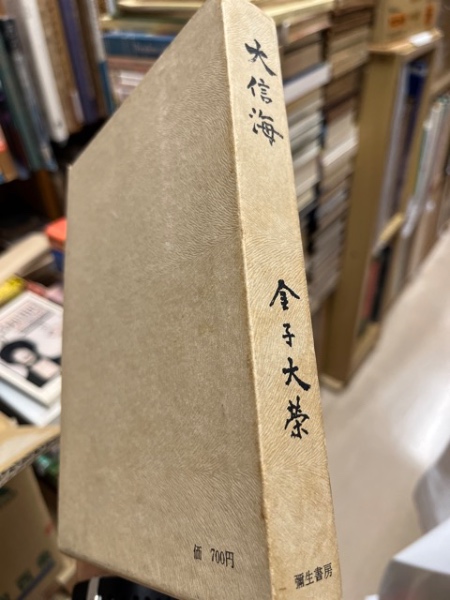 大信海
金子大榮
彌生書房
価 700円